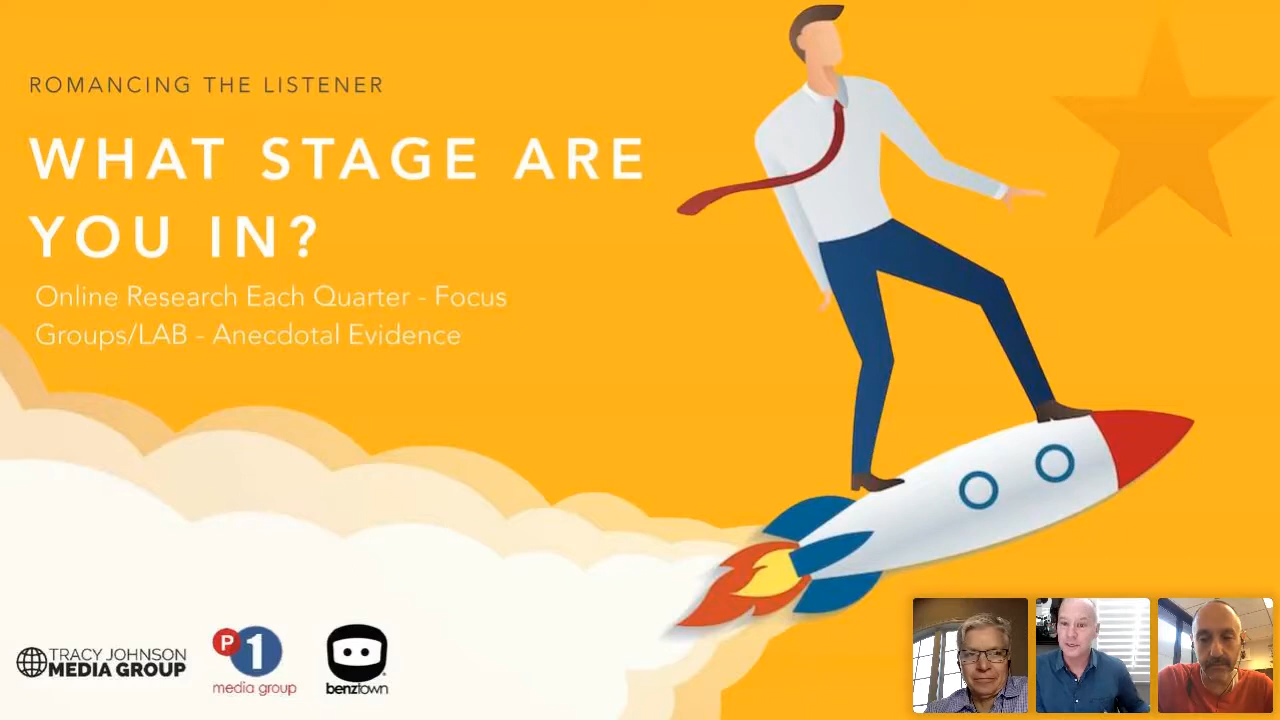 ROMANCING THE LISTENER
WHAT STAGE ARE
YOU IN?
Online Research Each Quarter - Focus
Groups/LAB - Anecdotal Evidence
TRACY JOHNSON
MEDIA GROUP
P1
media group
benztown